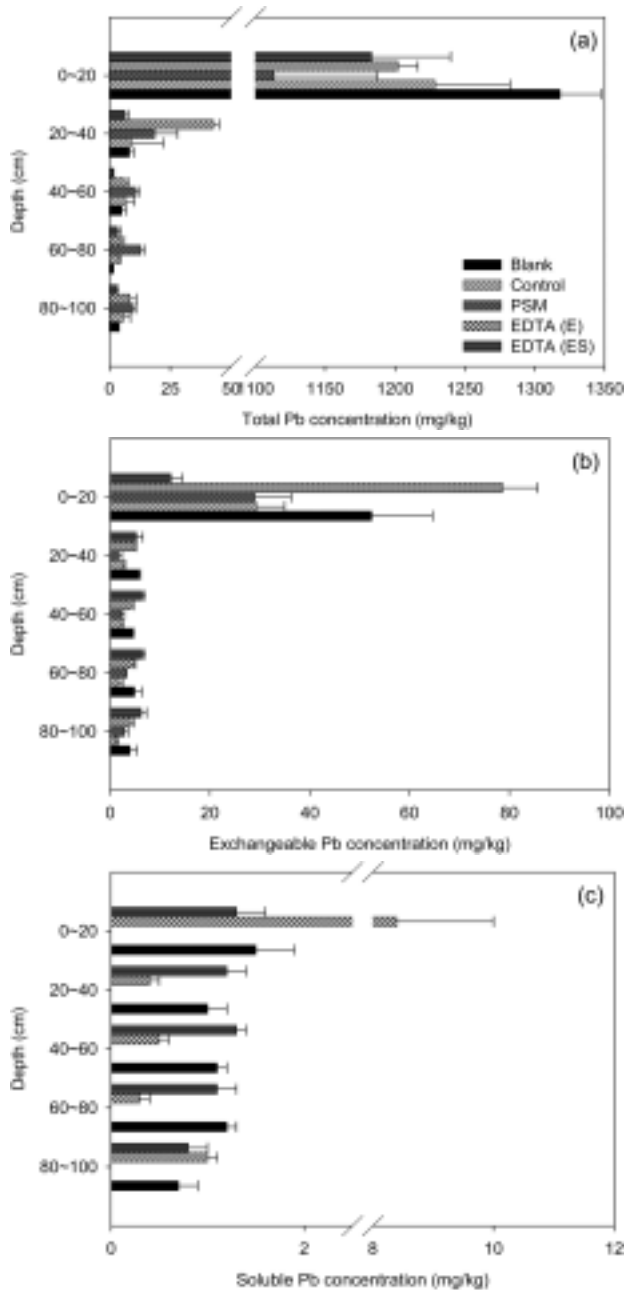 (a)
0~20
20~40
40~60
60~80
80~100
Depth (cm)
Blank
Control
PSM
EDTA (E)
EDTA (ES)
0 25 50 1100 1150 1200 1250 1300 1350
Total Pb concentration (mg/kg)
(b)
0~20
20~40
40~60
60~80
80~100
Depth (cm)
0 20 40 60 80 100
Exchangeable Pb concentration (mg/kg)
(c)
0~20
20~40
40~60
60~80
80~100
Depth (cm)
0 2 8 10 12
Soluble Pb concentration (mg/kg)